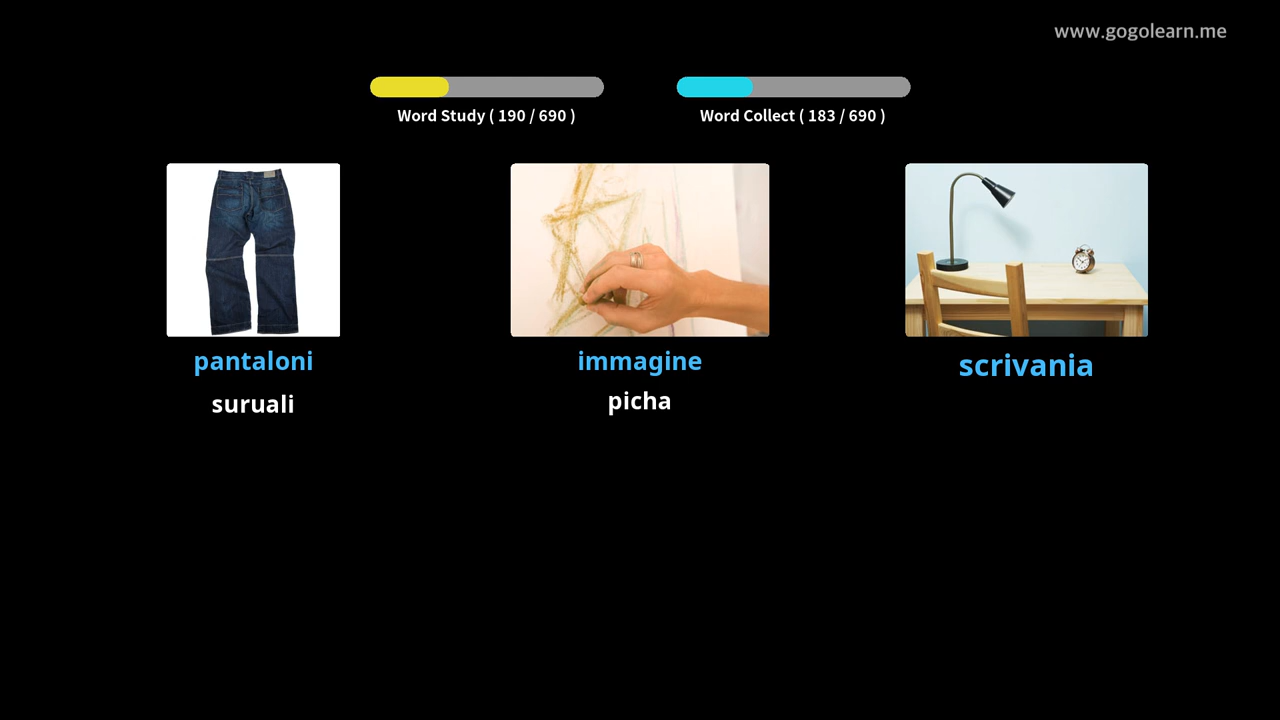 www.gogolearn.me
Word Study ( 190 / 690 )
Word Collect ( 183 / 690 )
pantaloni
immagine
scrivania
suruali
picha